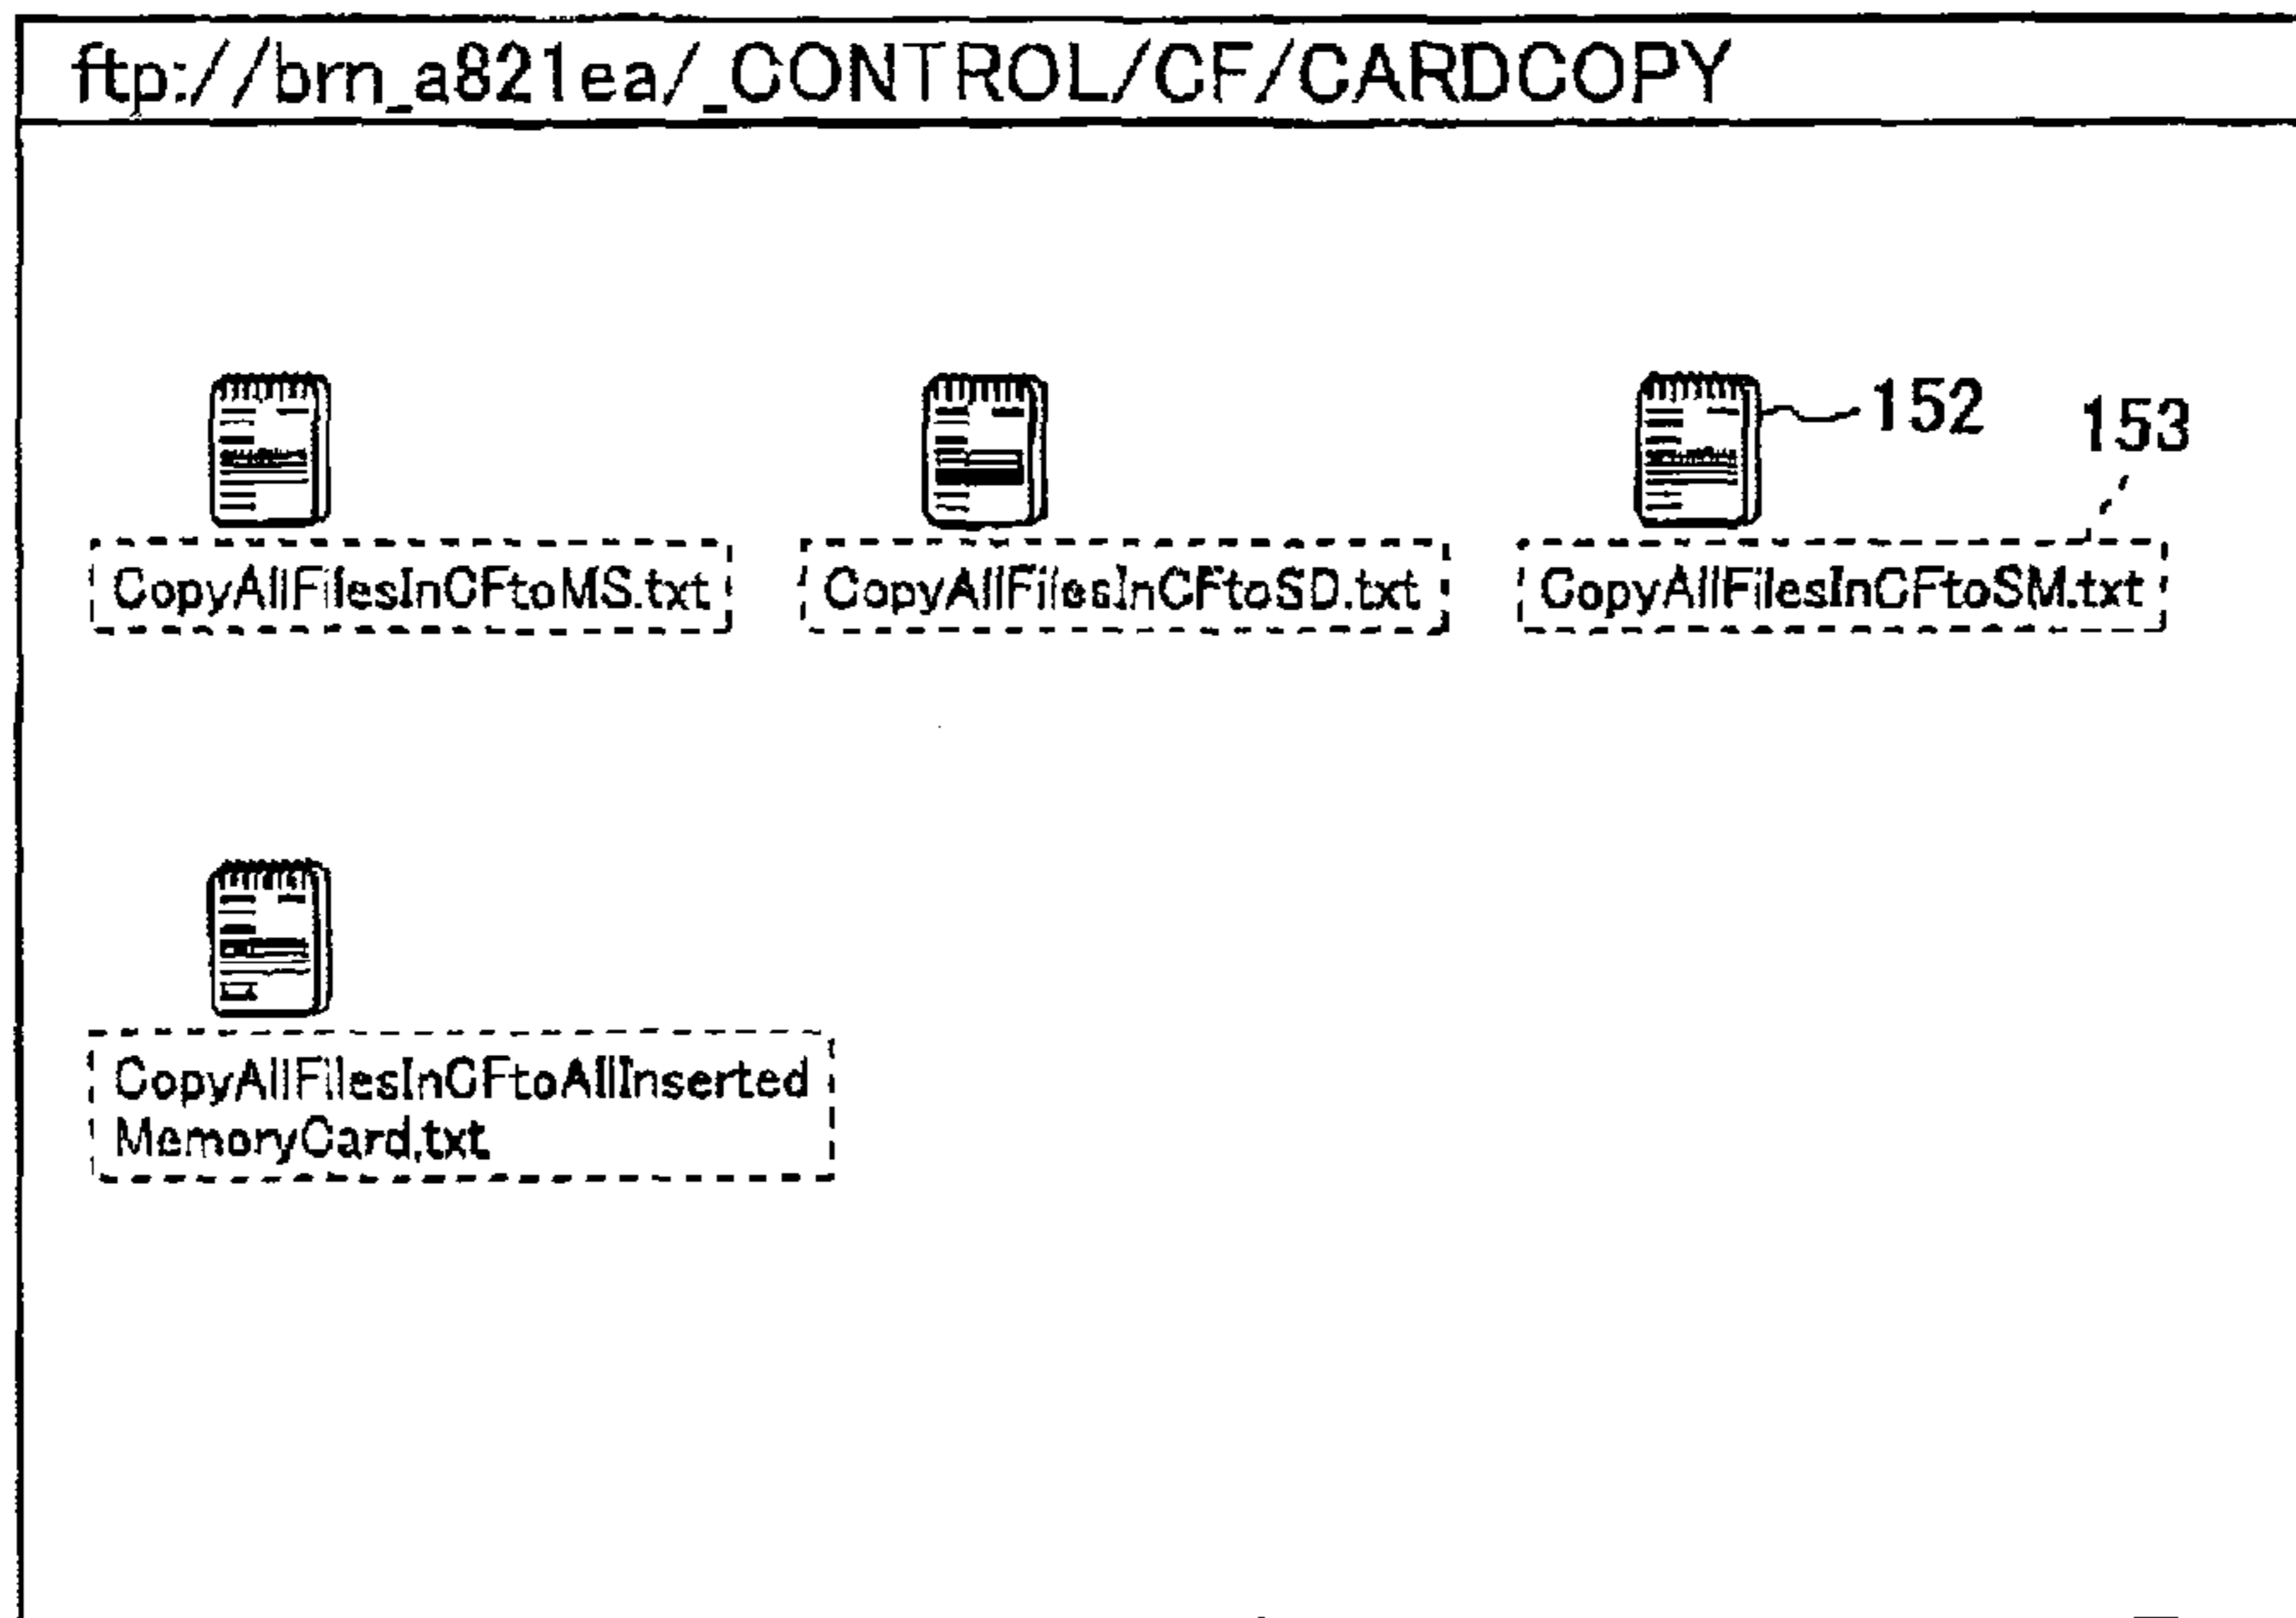 ftp://brn_a821ea/_CONTROL/CF/CARDCOPY
152
153
CopyAllFilesInCFtoMS.txt
CopyAllFilesInCFtoSD.txt
CopyAllFilesInCFtoSM.txt
CopyAllFilesInCFtoAllInserted
MemoryCard.txt